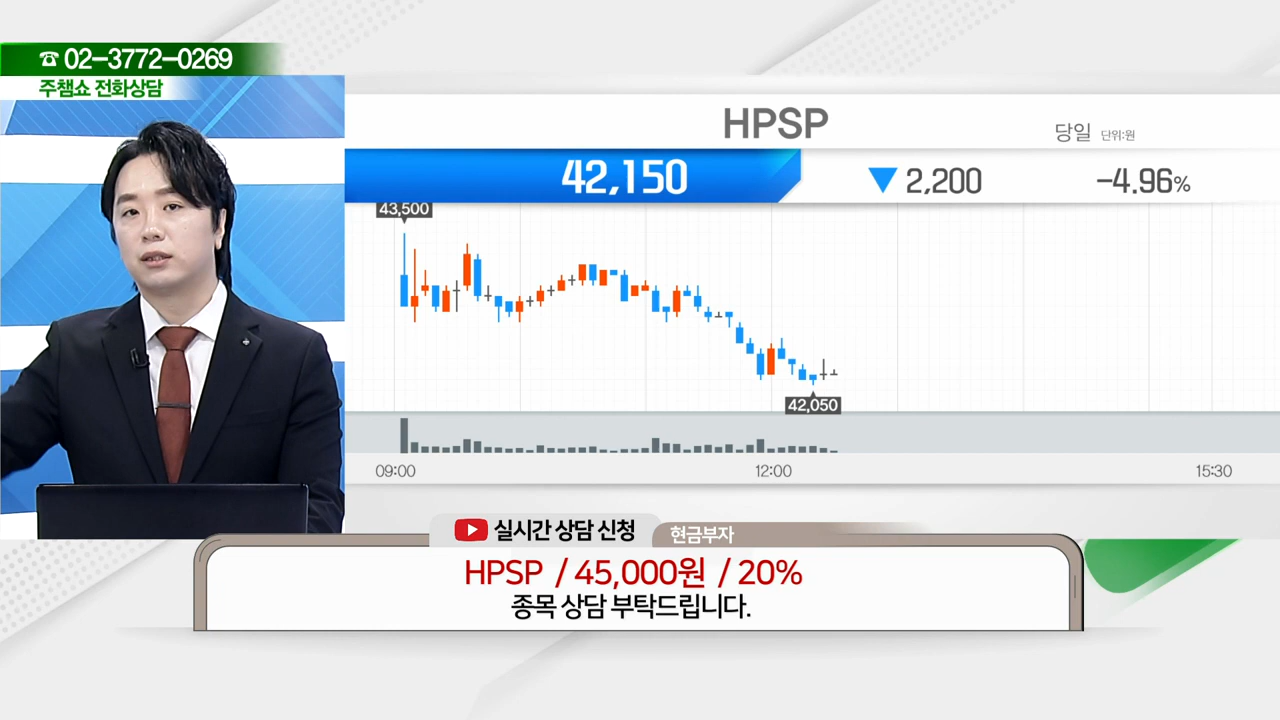 ☎ 02-3772-0269
주챔쇼 전화상담
HPSP
당일 단위:원
42,150 ▼ 2,200 -4.96%
43,500
42,050
09:00 12:00 15:30
실시간 상담 신청 현금부자
HPSP / 45,000원 / 20%
종목 상담 부탁드립니다.